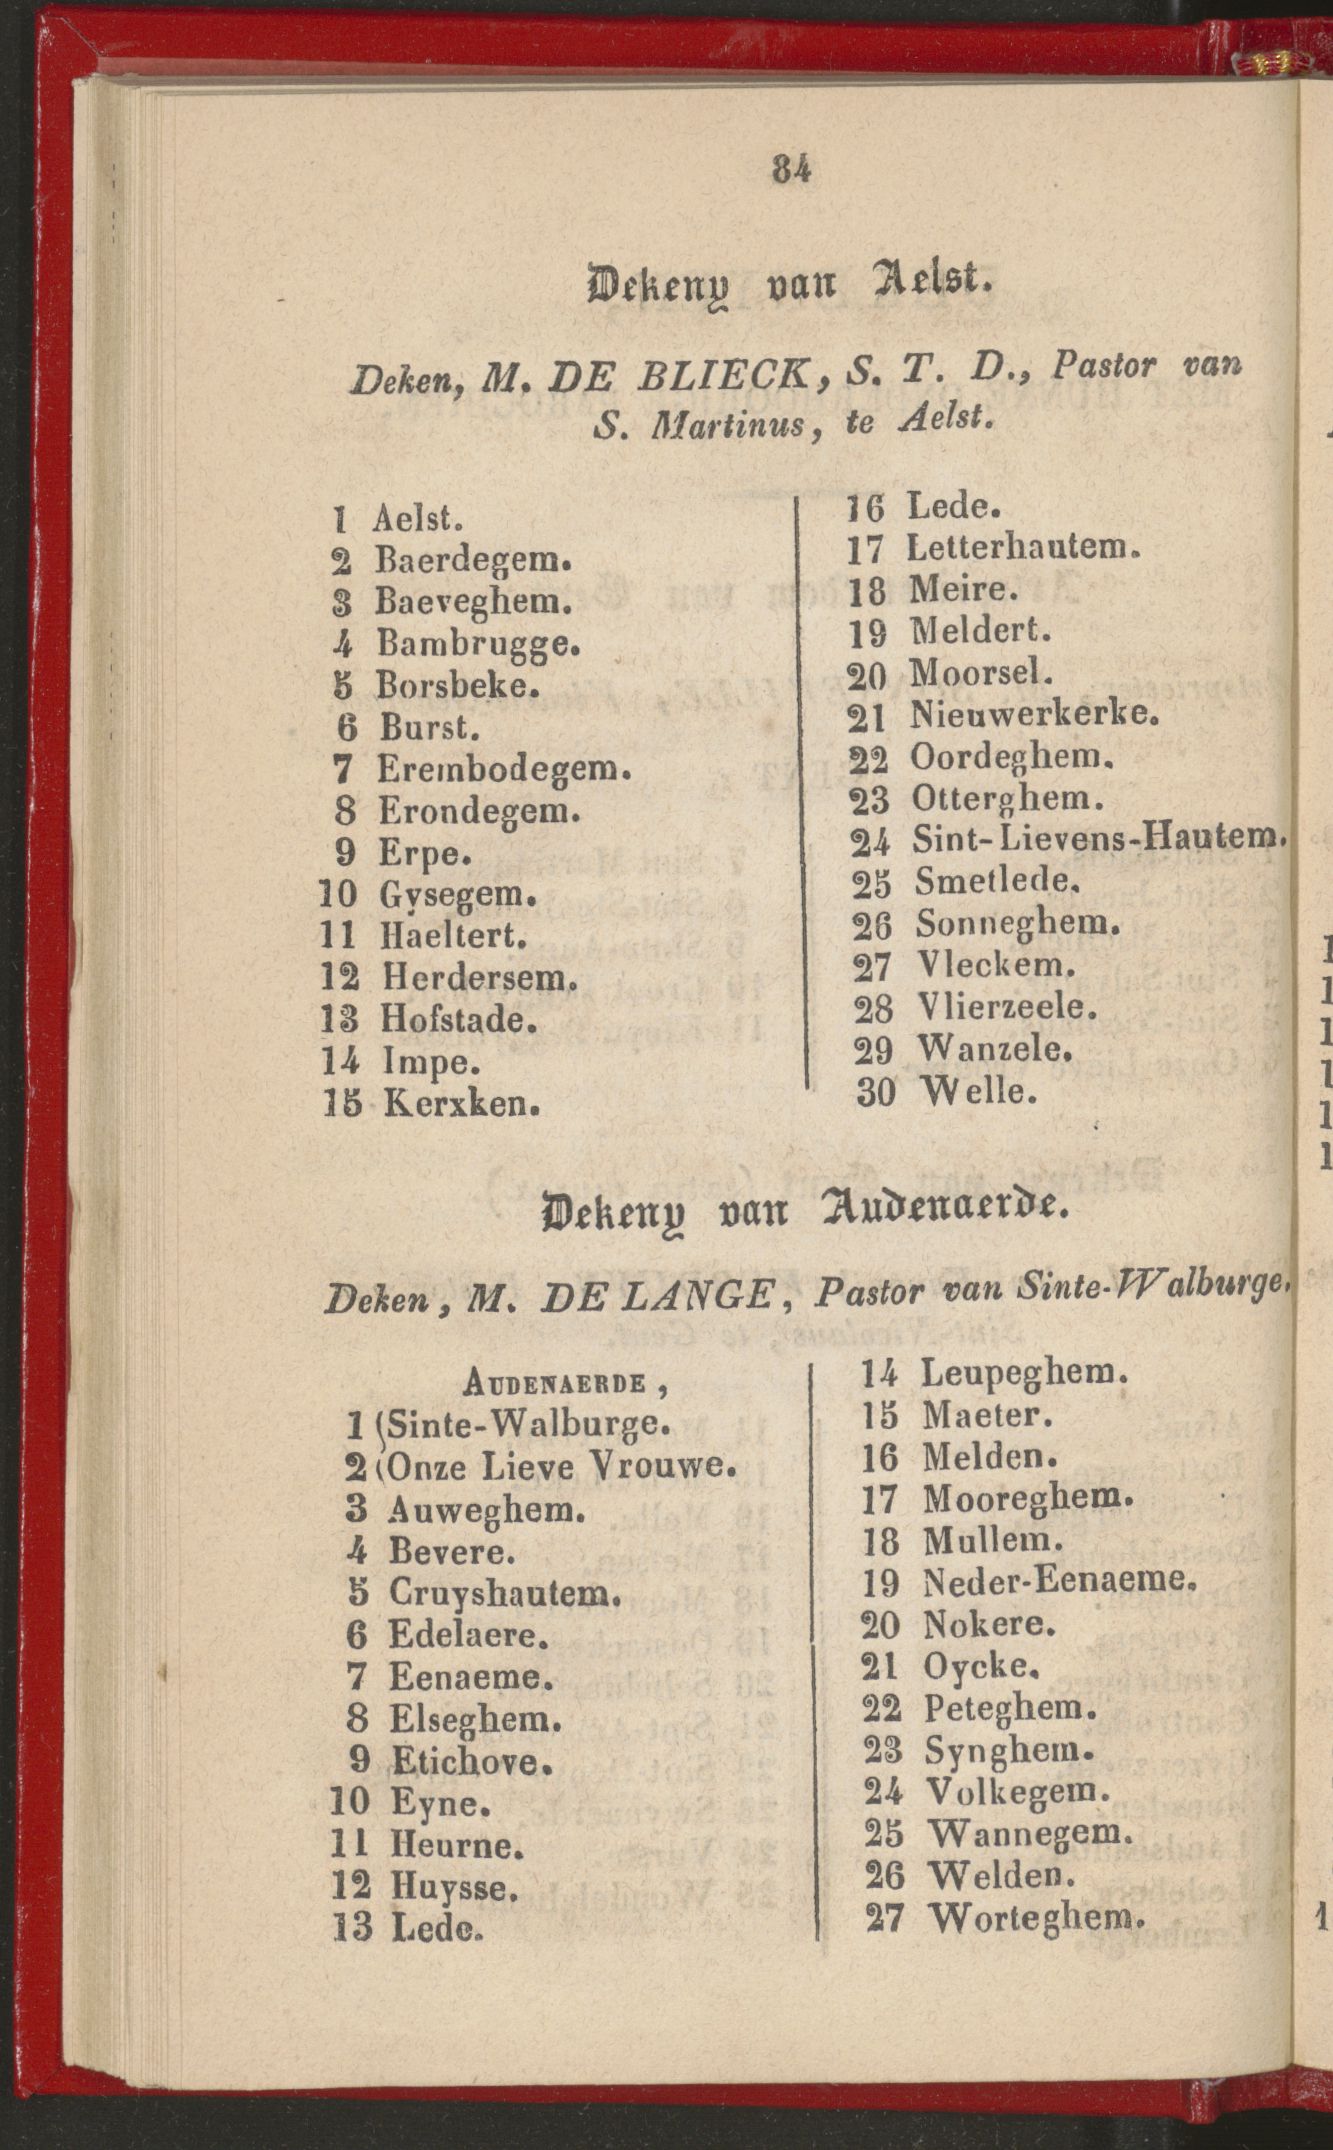 84
Dekeny van Aelst.
Deken, M. DE BLIECK, S. T. D., Pastor van
S. Martinus, te Aelst.
1 Aelst.
2 Baerdegem.
3 Baeveghem.
4 Bambrugge.
5 Borsbeke.
6 Burst.
7 Erembodegem.
8 Erondegem.
9 Erpe.
10 Gysegem.
11 Haeltert.
12 Herdersem.
13 Hofstade.
14 Impe.
15 Kerxken.
16 Lede.
17 Letterhautem.
18 Meire.
19 Meldert.
20 Moorsel.
21 Nieuwerkerke.
22 Oordeghem.
23 Otterghem.
24 Sint-Lievens-Hautem.
25 Smetlede.
26 Sonneghem.
27 Vleckem.
28 Vlierzeele.
29 Wanzele.
30 Welle.
Dekeny van Audenaerde.
Deken, M. DE LANGE, Pastor van Sinte-Walburge.
AUDENAERDE,
1 (Sinte-Walburge.
2 (Onze Lieve Vrouwe.
3 Auweghem.
4 Bevere.
5 Cruyshautem.
6 Edelaere.
7 Eenaeme.
8 Elseghem.
9 Etichove.
10 Eyne.
11 Heurne.
12 Huysse.
13 Lede.
14 Leupeghem.
15 Maeter.
16 Melden.
17 Mooreghem.
18 Mullem.
19 Neder-Eenaeme.
20 Nokere.
21 Oycke.
22 Peteghem.
23 Synghem.
24 Volkegem.
25 Wannegem.
26 Welden.
27 Worteghem.